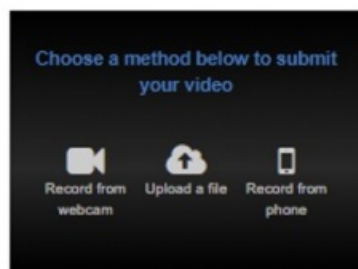 Choose a method below to submit
your video
Record from
webcam
Upload a file
Record from
phone